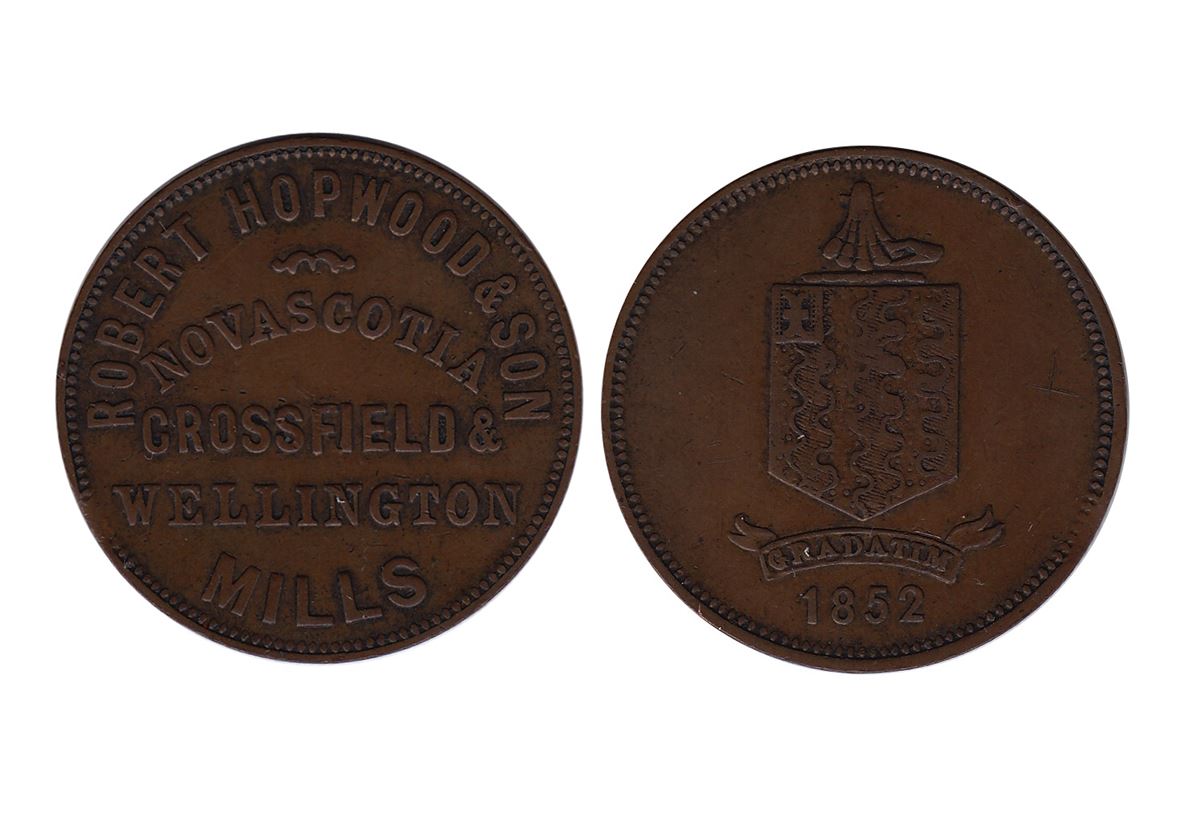 ROBERT HOPWOOD & SON
NOVASCOTIA
CROSSFIELD &
WELLINGTON
MILLS
GRADATIM
1852